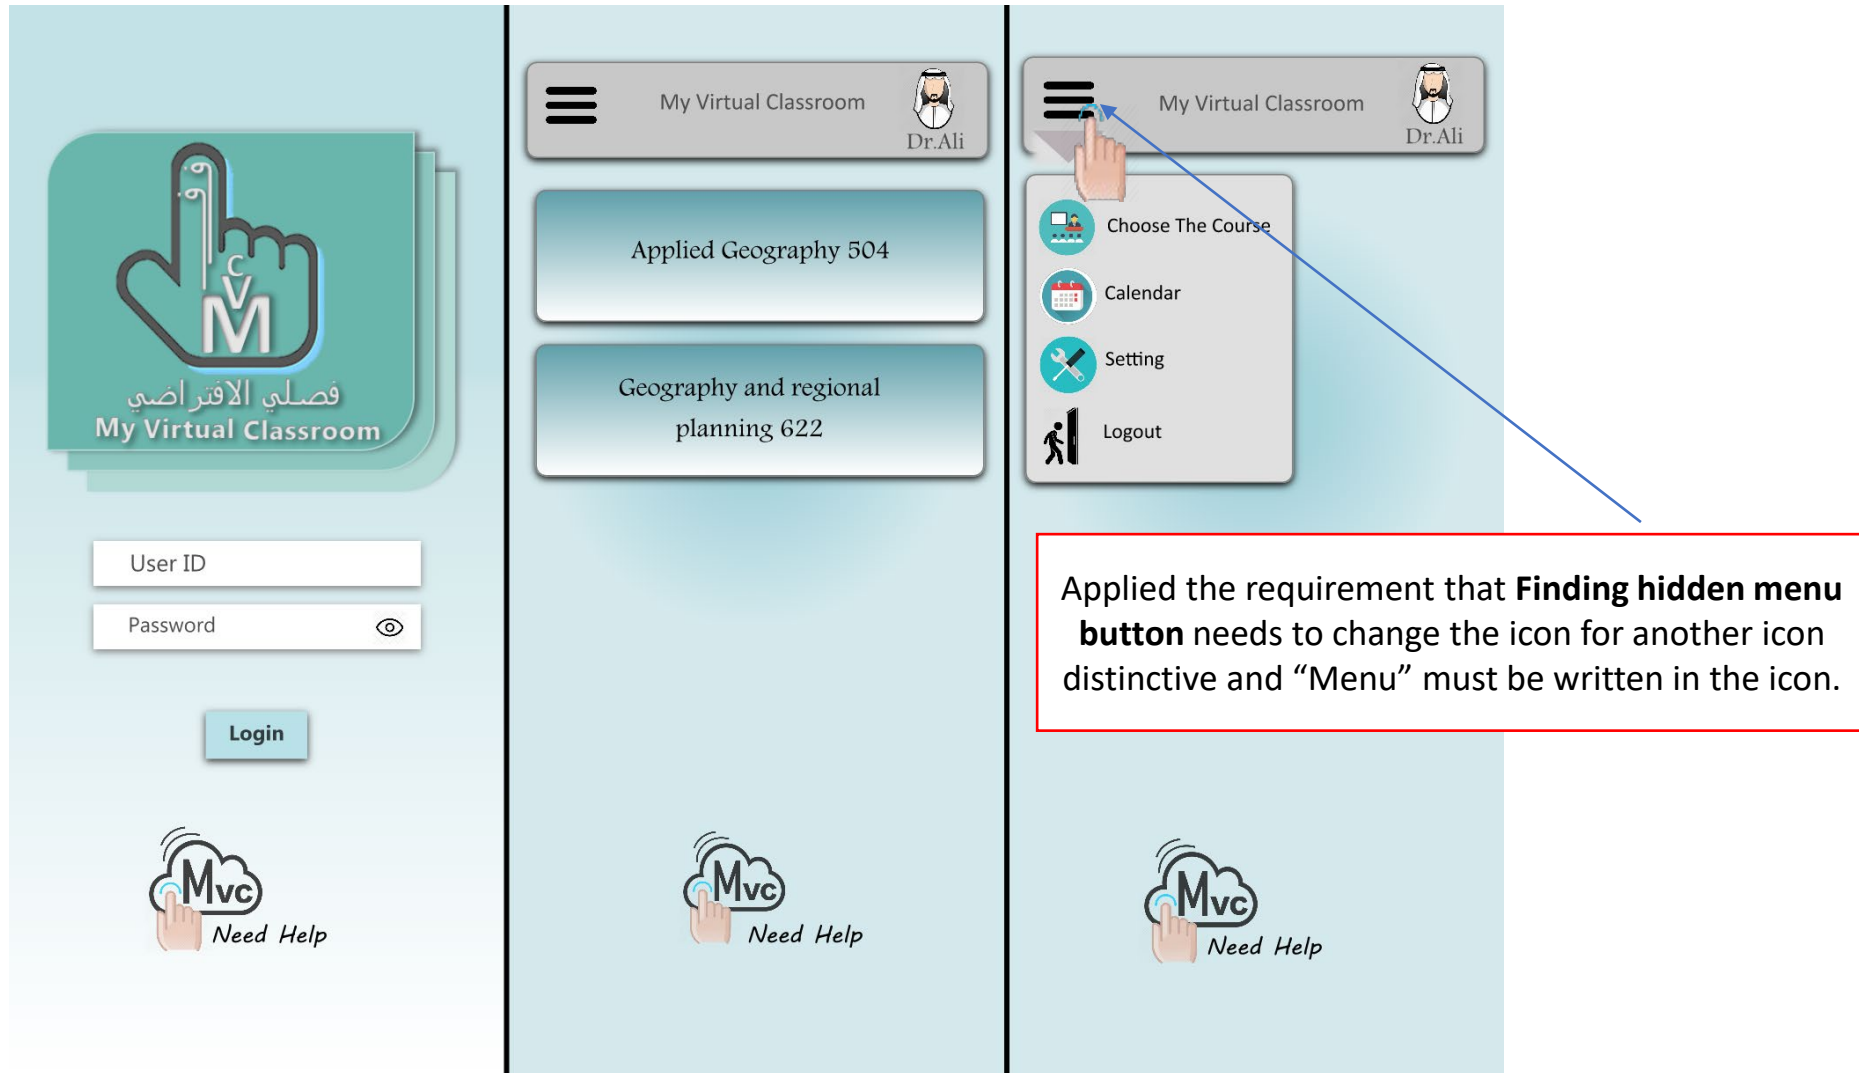 فصلي الافتراضي
My Virtual Classroom
M
V
C
User ID
Password
Login
Mvc
Need Help
My Virtual Classroom
Dr.Ali
Applied Geography 504
Geography and regional
planning 622
Mvc
Need Help
My Virtual Classroom
Dr.Ali
Choose The Course
Calendar
Setting
Logout
Applied the requirement that Finding hidden menu
button needs to change the icon for another icon
distinctive and “Menu” must be written in the icon.
Mvc
Need Help